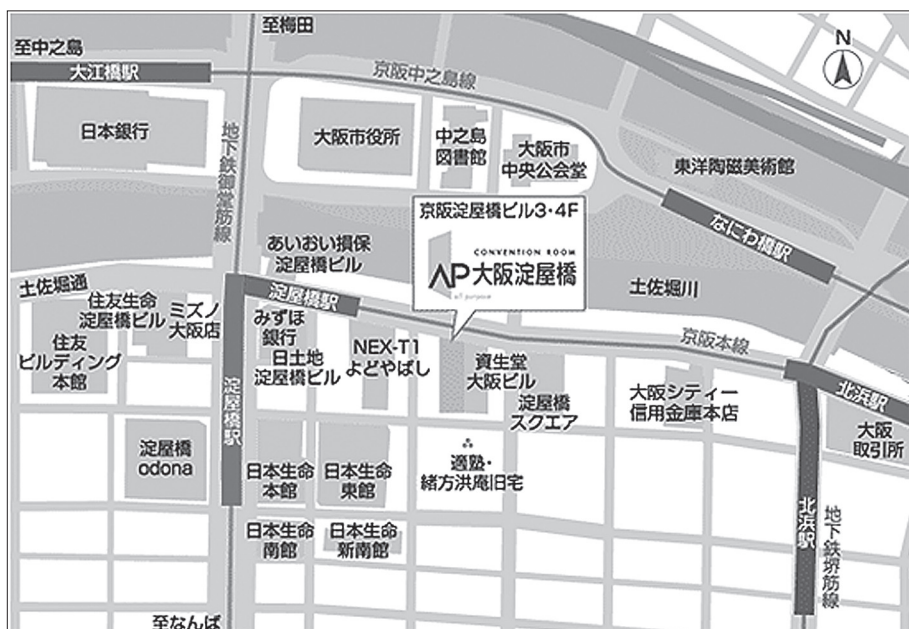 至中之島
至梅田
N
大江橋駅
京阪中之島線
日本銀行
地下鉄御堂筋線
大阪市役所
中之島
図書館
大阪市
中央公会堂
東洋陶磁美術館
なにわ橋駅
京阪淀屋橋ビル3・4F
CONVENTION ROOM
AP大阪淀屋橋
all purpose
あいおい損保
淀屋橋ビル
土佐堀通
土佐堀川
淀屋橋駅
京阪本線
住友生命
淀屋橋ビル
ミズノ
大阪店
住友
ビルディング
本館
みずほ
銀行
日土地
淀屋橋ビル
NEX-T1
よどやばし
資生堂
大阪ビル
淀屋橋
スクエア
大阪シティー
信用金庫本店
北浜駅
大阪
取引所
淀屋橋駅
淀屋橋
odona
日本生命
本館
日本生命
東館
適塾・
緒方洪庵旧宅
日本生命
南館
日本生命
新南館
北浜駅
地下鉄堺筋線
至なんば